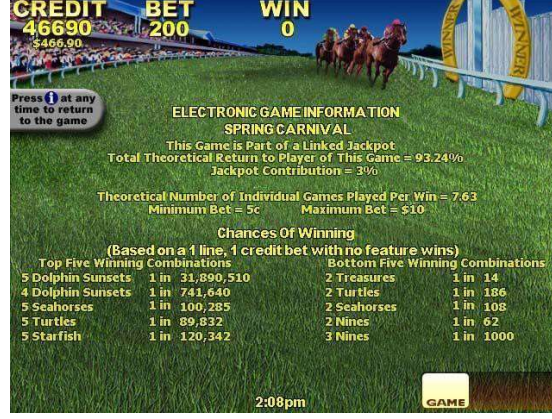 CREDIT BET WIN
46690 200 0
$466.90
WINNER WINNER
Press i at any
time to return
to the game
ELECTRONIC GAME INFORMATION
SPRING CARNIVAL
This Game is Part of a Linked Jackpot
Total Theoretical Return to Player of This Game = 93.24%
Jackpot Contribution = 3%
Theoretical Number of Individual Games Played Per Win = 7.63
Minimum Bet = 5c Maximum Bet = $10
Chances Of Winning
(Based on a 1 line, 1 credit bet with no feature wins)
Top Five Winning Combinations Bottom Five Winning Combinations
5 Dolphin Sunsets 1 in 31,890,510 2 Treasures 1 in 14
4 Dolphin Sunsets 1 in 741,640 2 Turtles 1 in 186
5 Seahorses 1 in 100,285 2 Seahorses 1 in 108
5 Turtles 1 in 89,832 2 Nines 1 in 62
5 Starfish 1 in 120,342 3 Nines 1 in 1000
2:08pm
GAME